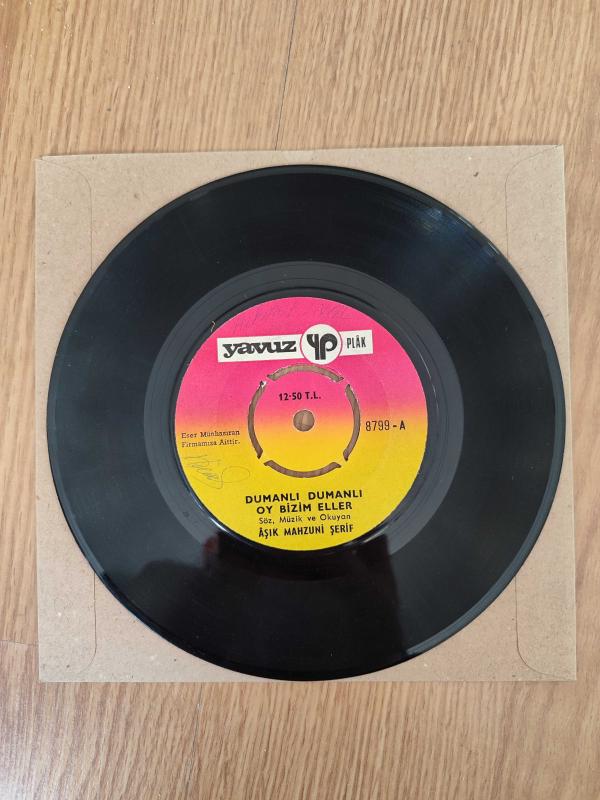 yavuz YP PLÂK
12.50 T.L.
8799-A
Eser Münhasıran
Firmamıza Aittir.
DUMANLI DUMANLI
OY BİZİM ELLER
Söz, Müzik ve Okuyan
ÂŞIK MAHZUNİ ŞERİF